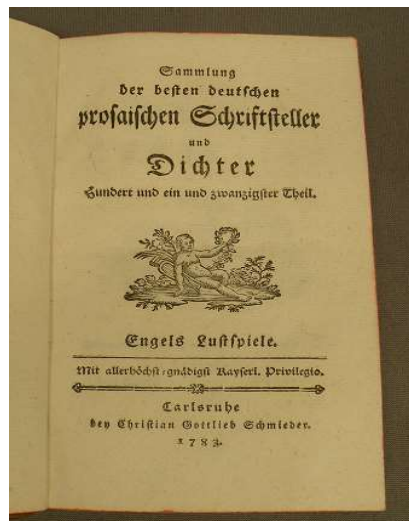 Sammlung
der besten deutschen
prosaischen Schriftsteller
und
Dichter
Hundert und ein und zwanzigster Theil.
Engels Lustspiele.
Mit allerhöchst-gnädigst Kayserl. Privilegio.
Carlsruhe
bey Christian Gottlieb Schmieder.
1783.